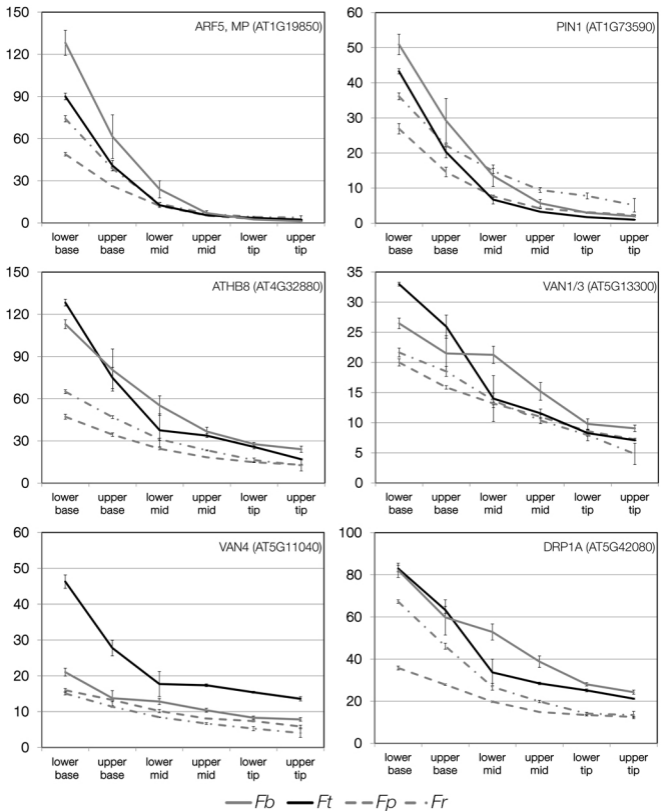 ARF5, MP (AT1G19850)
150
120
90
60
30
0
lower base
upper base
lower mid
upper mid
lower tip
upper tip
PIN1 (AT1G73590)
60
50
40
30
20
10
0
lower base
upper base
lower mid
upper mid
lower tip
upper tip
ATHB8 (AT4G32880)
150
120
90
60
30
0
lower base
upper base
lower mid
upper mid
lower tip
upper tip
VAN1/3 (AT5G13300)
35
30
25
20
15
10
5
0
lower base
upper base
lower mid
upper mid
lower tip
upper tip
VAN4 (AT5G11040)
60
50
40
30
20
10
0
lower base
upper base
lower mid
upper mid
lower tip
upper tip
DRP1A (AT5G42080)
100
80
60
40
20
0
lower base
upper base
lower mid
upper mid
lower tip
upper tip
Fb Ft Fp Fr